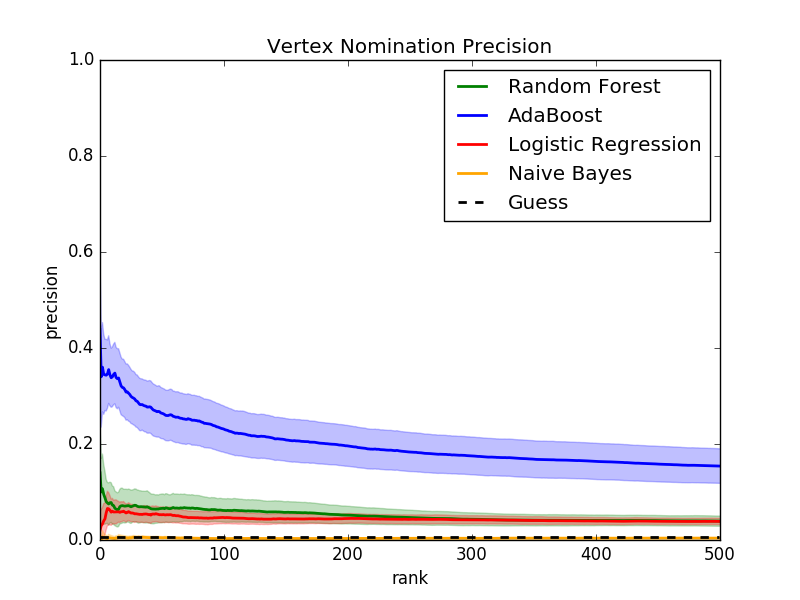 Vertex Nomination Precision
1.0
0.8
0.6
0.4
0.2
0.0
precision
Random Forest
AdaBoost
Logistic Regression
Naive Bayes
Guess
0 100 200 300 400 500
rank